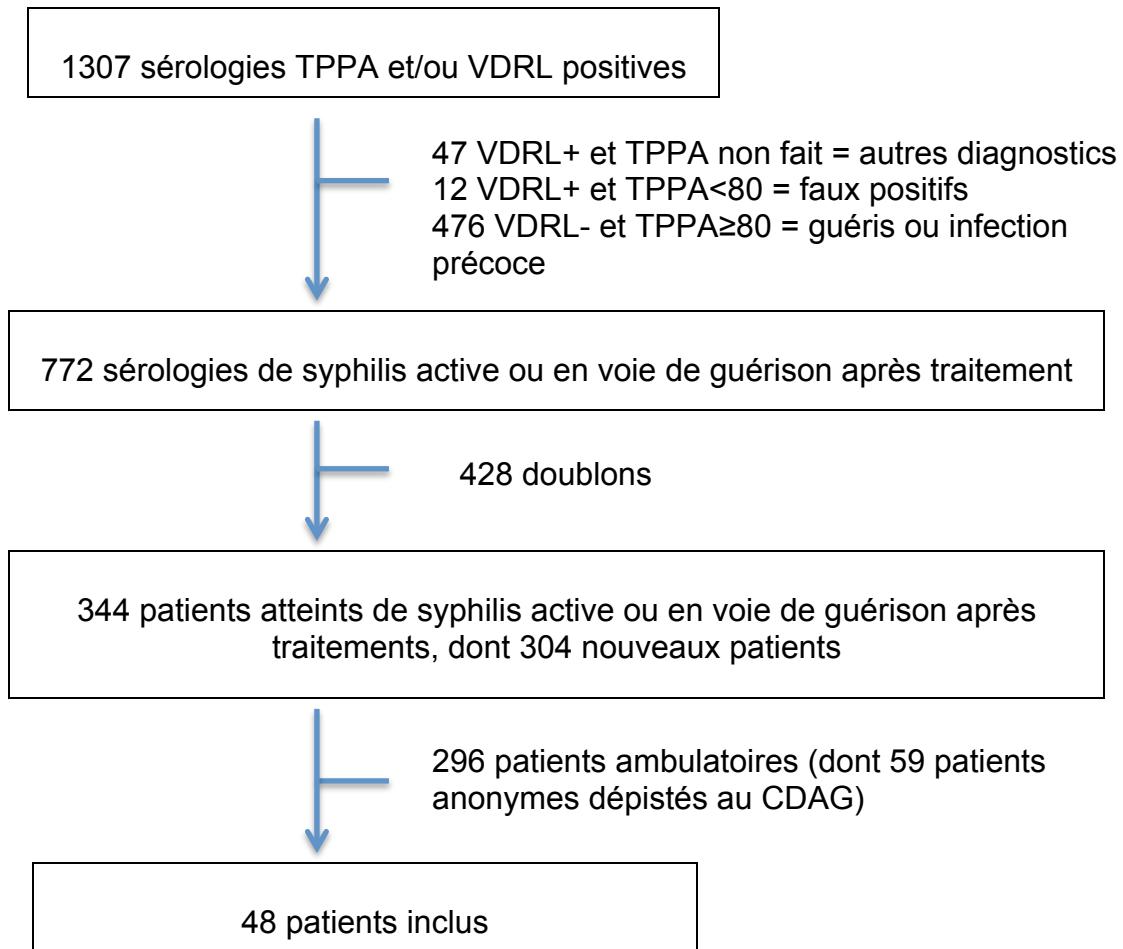 1307 sérologies TPPA et/ou VDRL positives
47 VDRL+ et TPPA non fait = autres diagnostics
12 VDRL+ et TPPA<80 = faux positifs
476 VDRL- et TPPA≥80 = guéris ou infection
précoce
772 sérologies de syphilis active ou en voie de guérison après traitement
428 doublons
344 patients atteints de syphilis active ou en voie de guérison après
traitements, dont 304 nouveaux patients
296 patients ambulatoires (dont 59 patients
anonymes dépistés au CDAG)
48 patients inclus